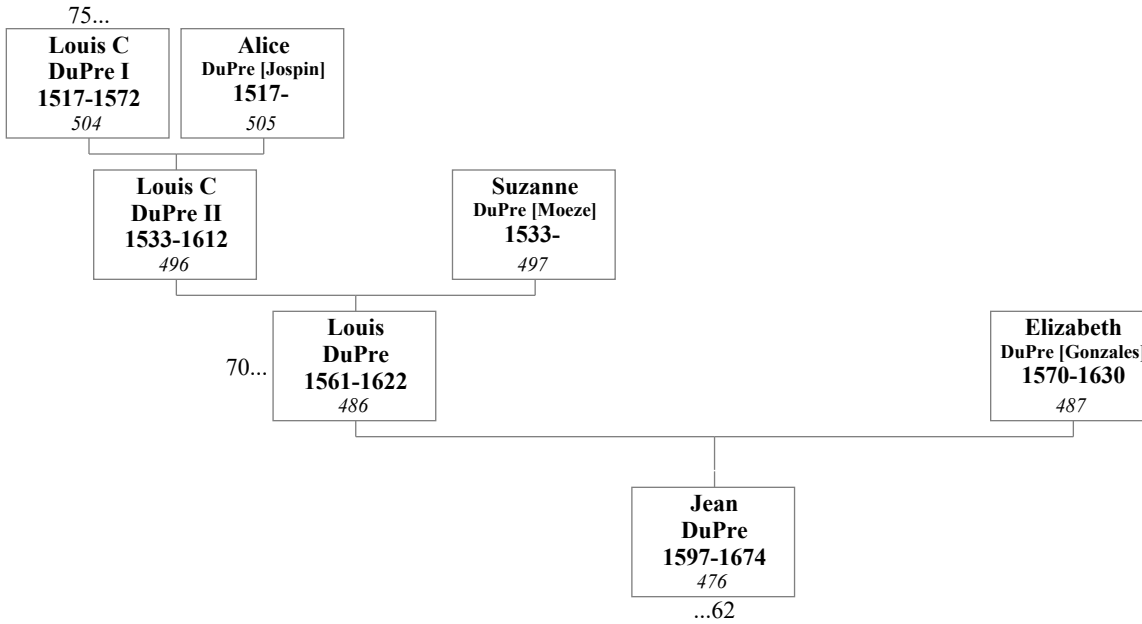 75...
Louis C
DuPre I
1517-1572
504
Alice
DuPre [Jospin]
1517-
505
Louis C
DuPre II
1533-1612
496
Suzanne
DuPre [Moeze]
1533-
497
70...
Louis
DuPre
1561-1622
486
Elizabeth
DuPre [Gonzales]
1570-1630
487
Jean
DuPre
1597-1674
476
...62